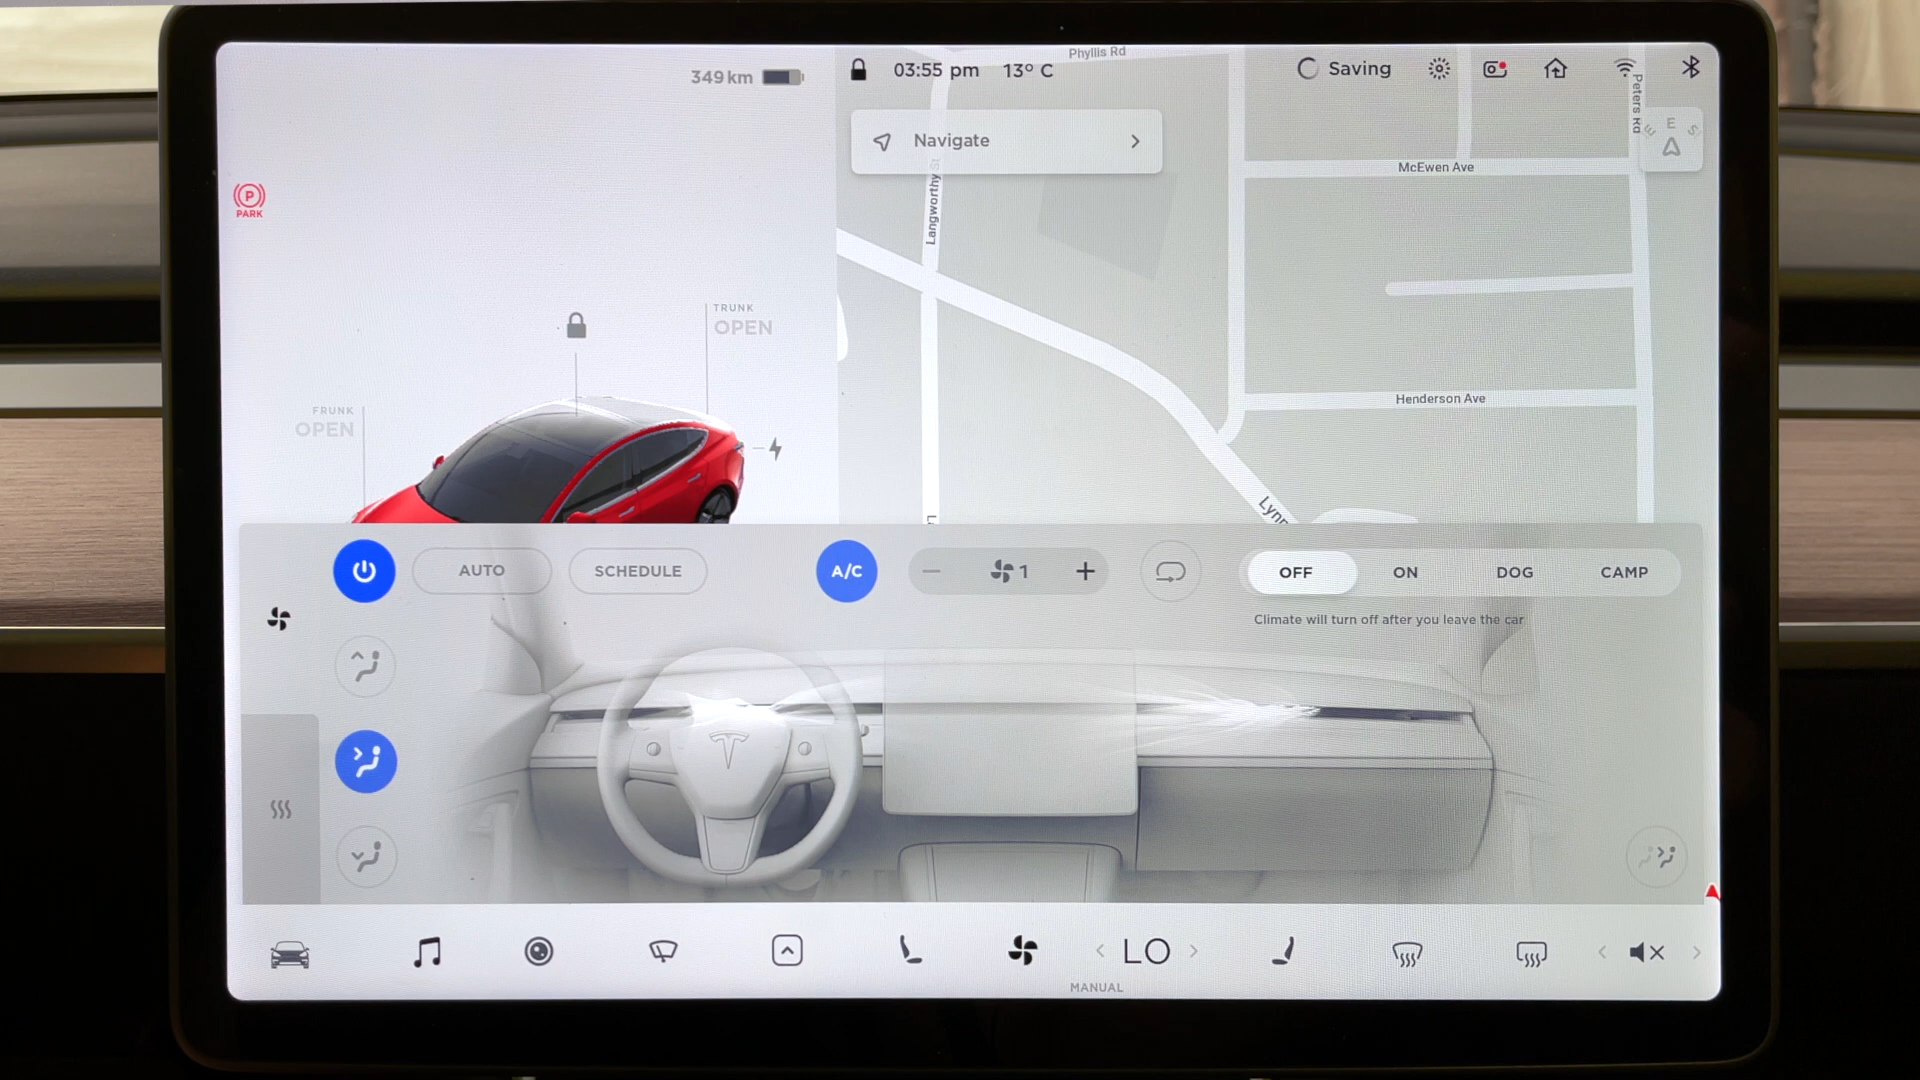 349 km
03:55 pm
13° C
Saving
Phyllis Rd
Peters Rd
Navigate
E
E
S
McEwen Ave
Langworthy St
P
PARK
TRUNK
OPEN
FRUNK
OPEN
Henderson Ave
Lynn
AUTO
SCHEDULE
A/C
1
OFF
ON
DOG
CAMP
Climate will turn off after you leave the car
LO
MANUAL